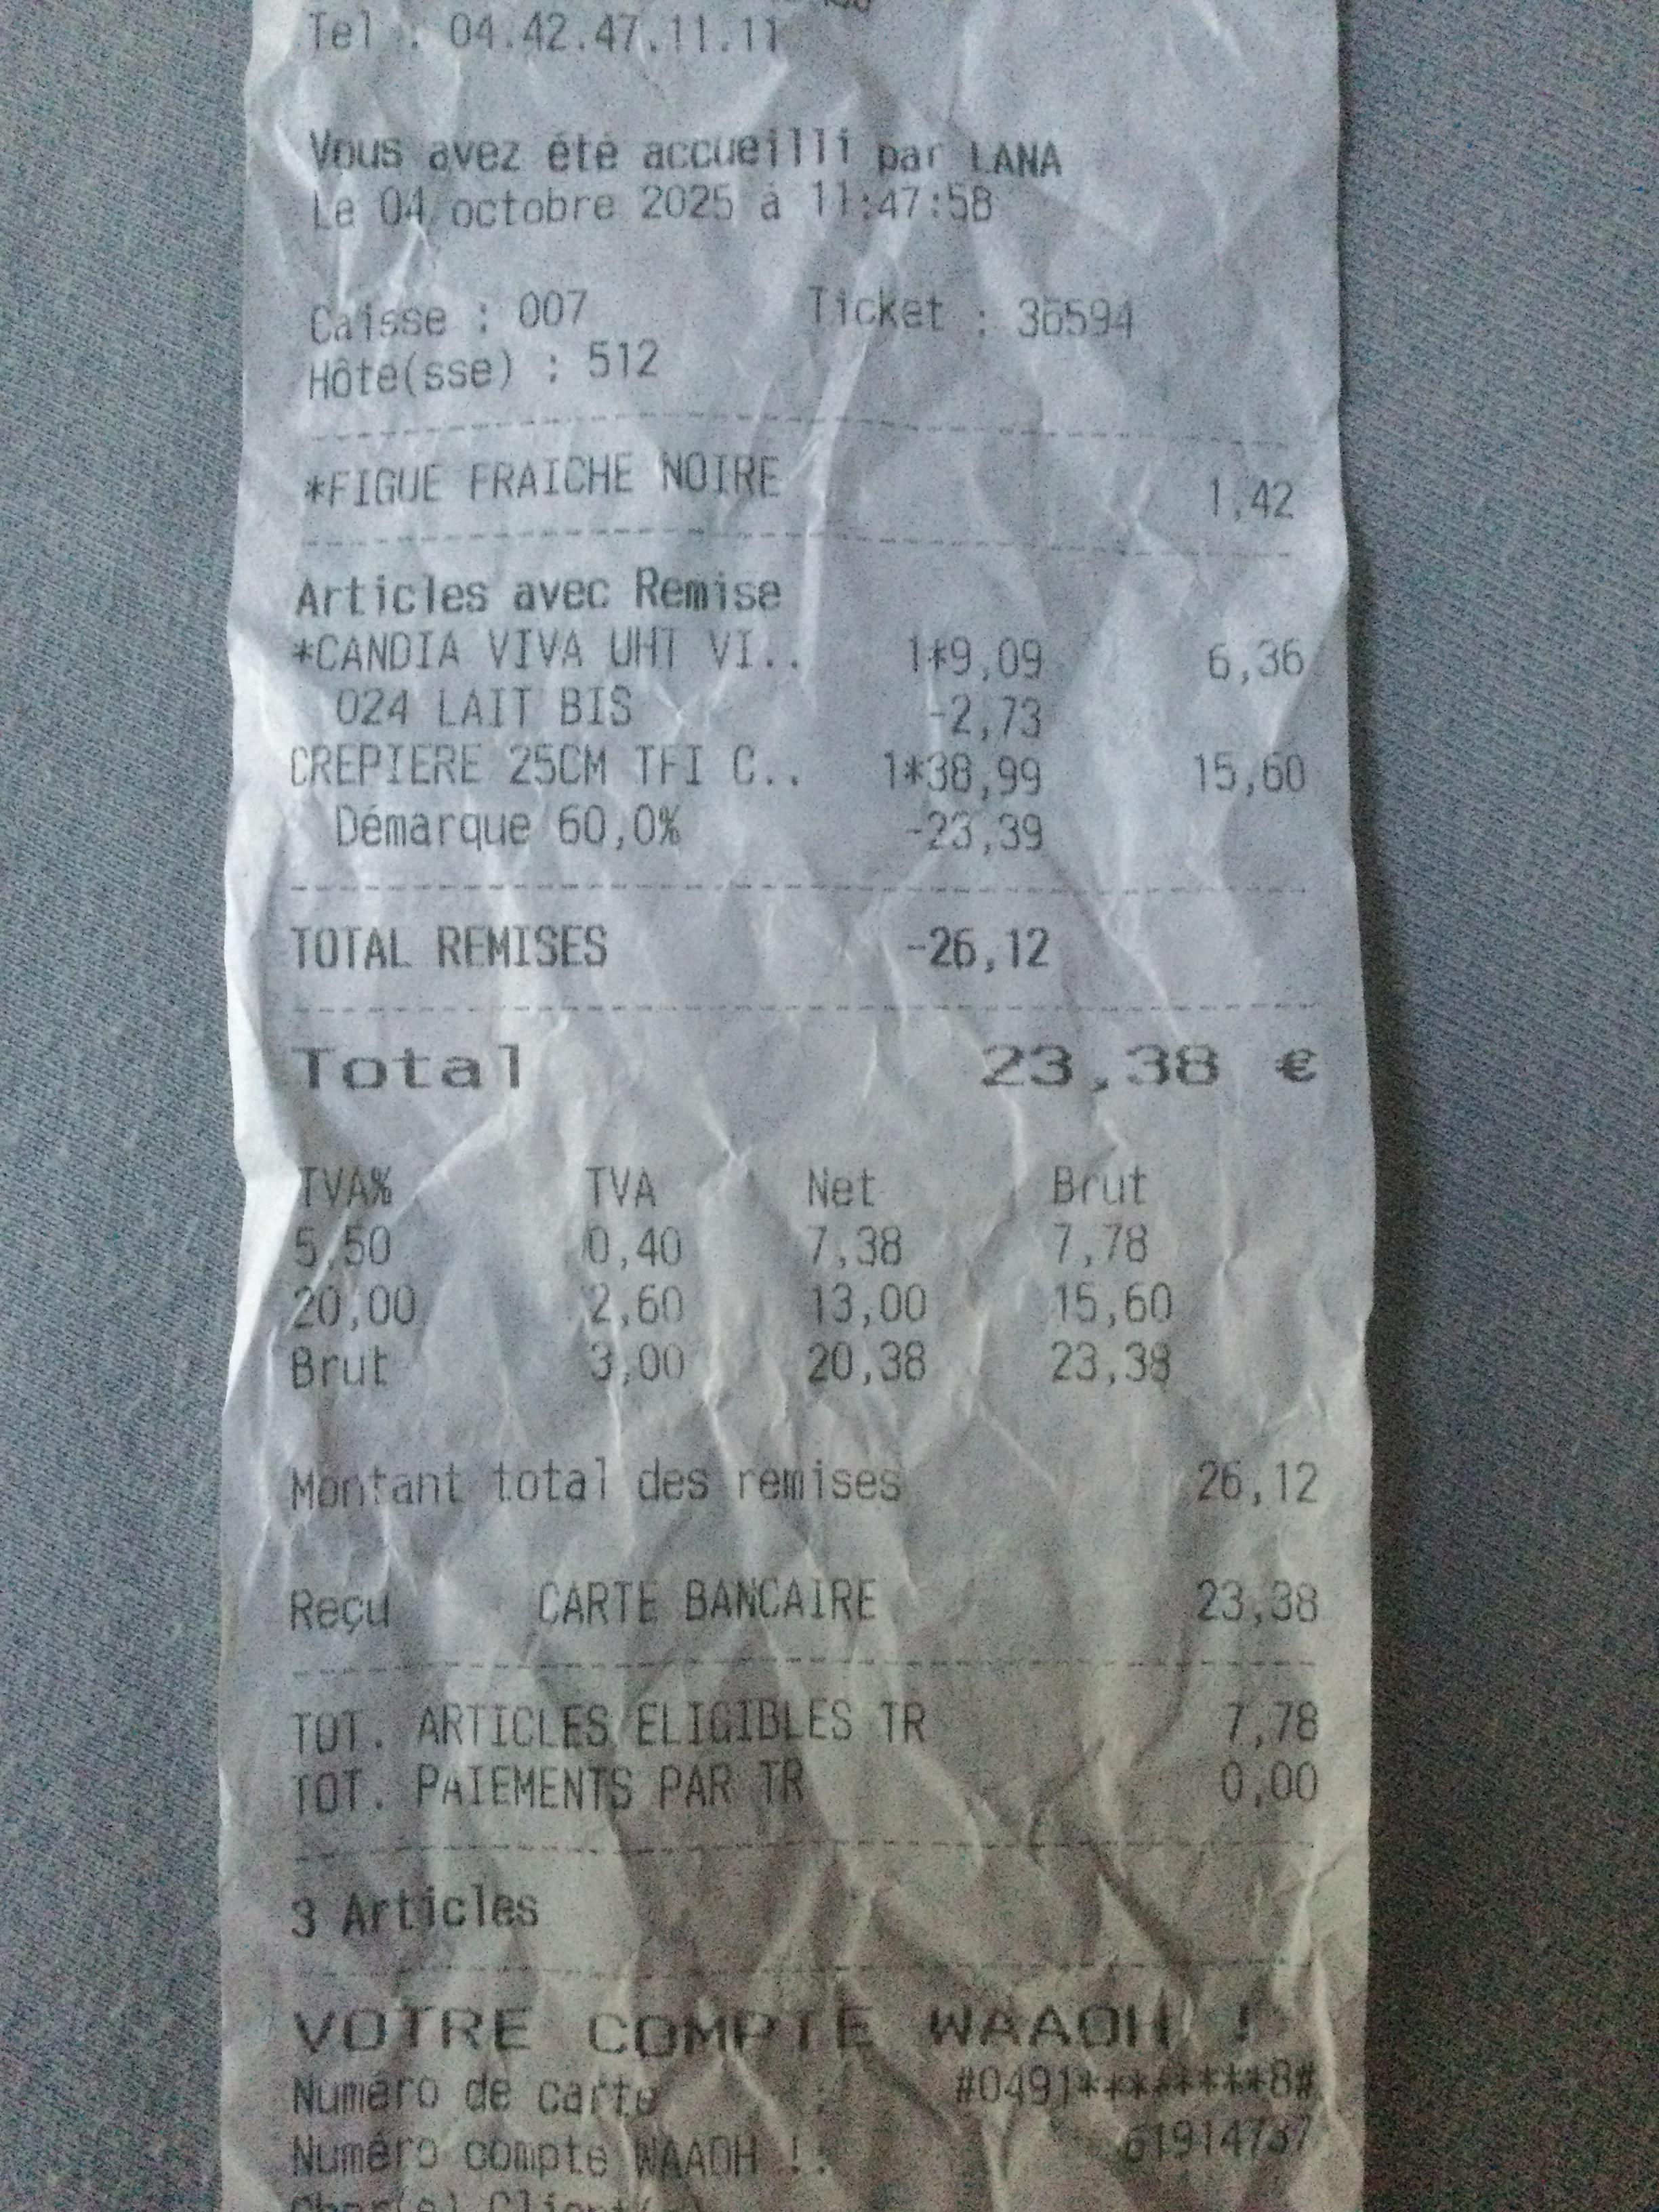 Tel : 04.42.47.11.11
Vous avez été accueilli par LANA
Le 04 octobre 2025 à 11:47:58
Caisse : 007 Ticket : 36594
Hôte(sse) : 512
*FIGUE FRAICHE NOIRE 1,42
Articles avec Remise
*CANDIA VIVA UHT VI.. 1*9,09 6,36
024 LAIT BIS -2,73
CREPIERE 25CM TFI C.. 1*38,99 15,60
Démarque 60,0% -23,39
TOTAL REMISES -26,12
Total 23,38 €
TVA% TVA Net Brut
5,50 0,40 7,38 7,78
20,00 2,60 13,00 15,60
Brut 3,00 20,38 23,38
Montant total des remises 26,12
Reçu CARTE BANCAIRE 23,38
TOT. ARTICLES ELIGIBLES TR 7,78
TOT. PAIEMENTS PAR TR 0,00
3 Articles
VOTRE COMPTE WAAOH !
Numéro de carte : #0491********8#
Numéro compte WAAOH !: 61914737